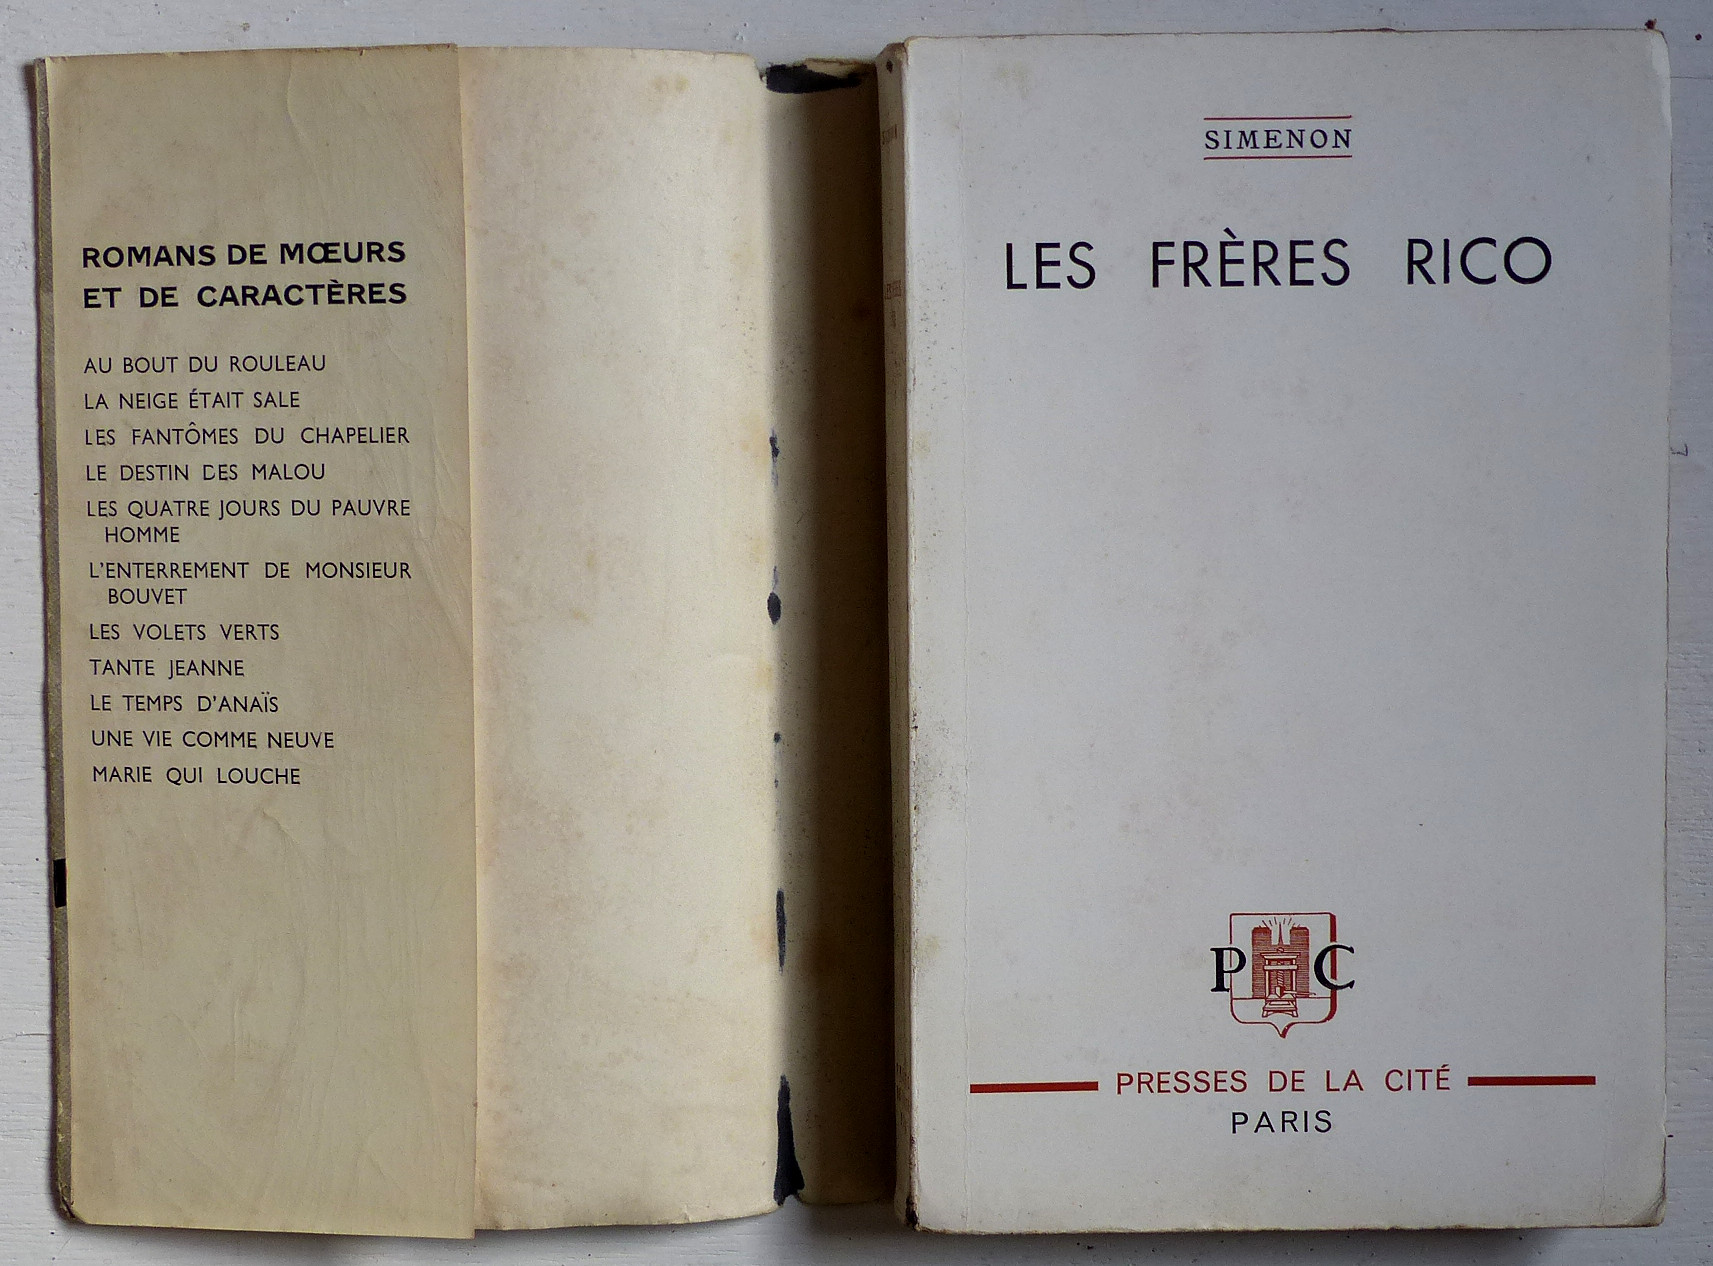 ROMANS DE MŒURS
ET DE CARACTÈRES
AU BOUT DU ROULEAU
LA NEIGE ÉTAIT SALE
LES FANTÔMES DU CHAPELIER
LE DESTIN DES MALOU
LES QUATRE JOURS DU PAUVRE
HOMME
L'ENTERREMENT DE MONSIEUR
BOUVET
LES VOLETS VERTS
TANTE JEANNE
LE TEMPS D'ANAÏS
UNE VIE COMME NEUVE
MARIE QUI LOUCHE
SIMENON
LES FRÈRES RICO
P C
PRESSES DE LA CITÉ
PARIS